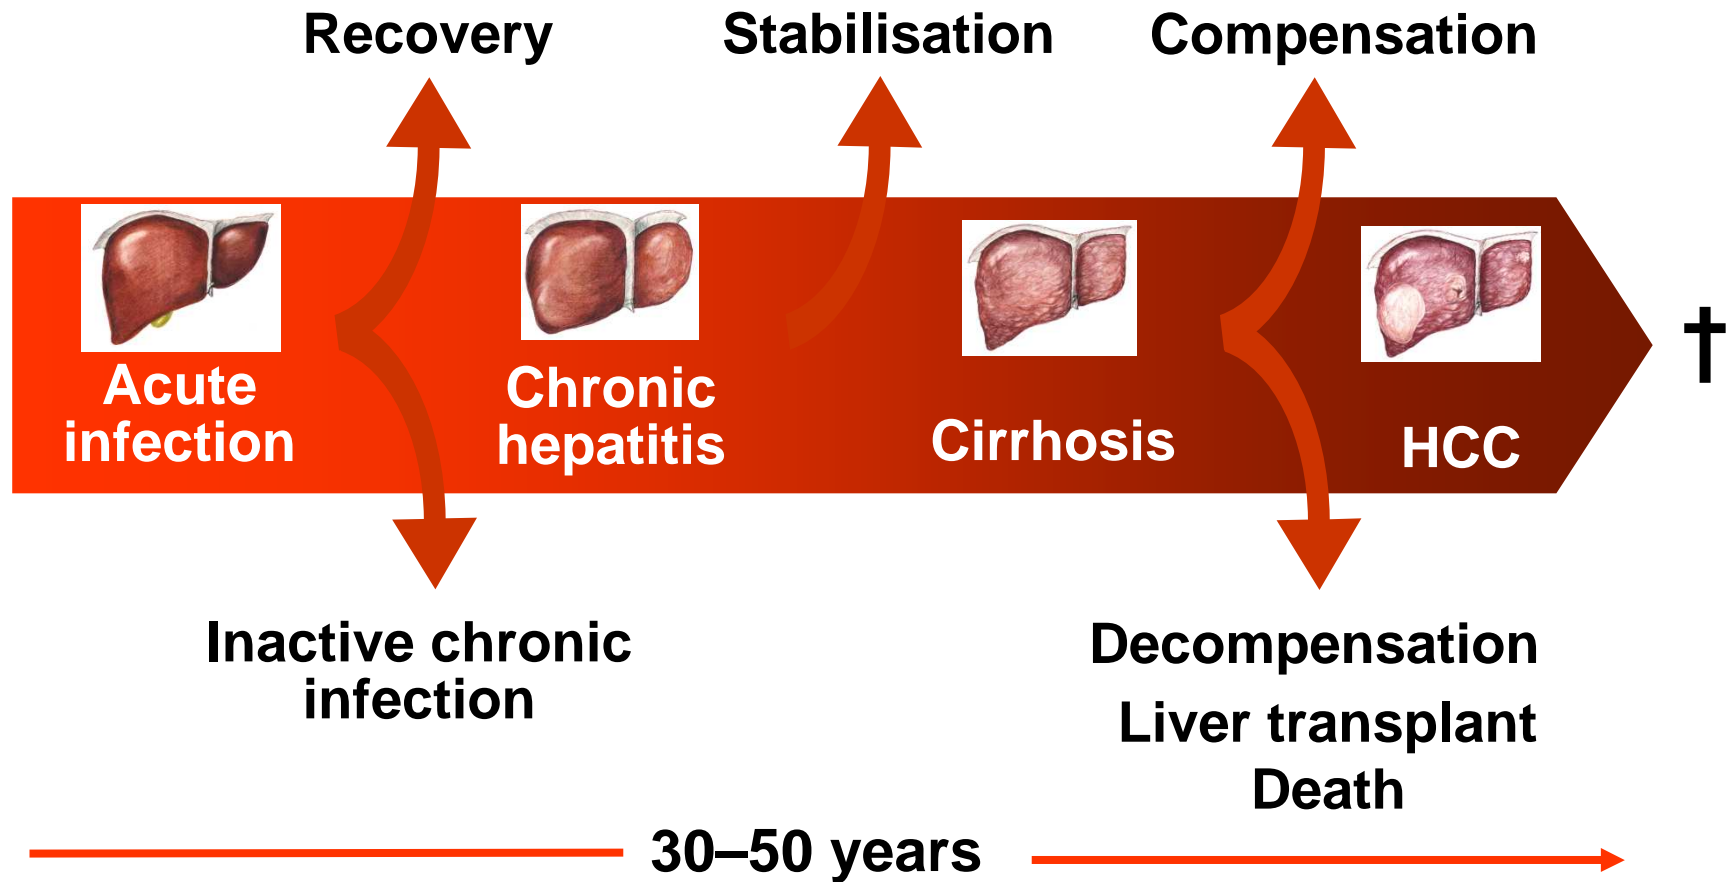 Recovery
Stabilisation
Compensation
Acute
infection
Chronic
hepatitis
Cirrhosis
HCC
†
Inactive chronic
infection
Decompensation
Liver transplant
Death
30–50 years